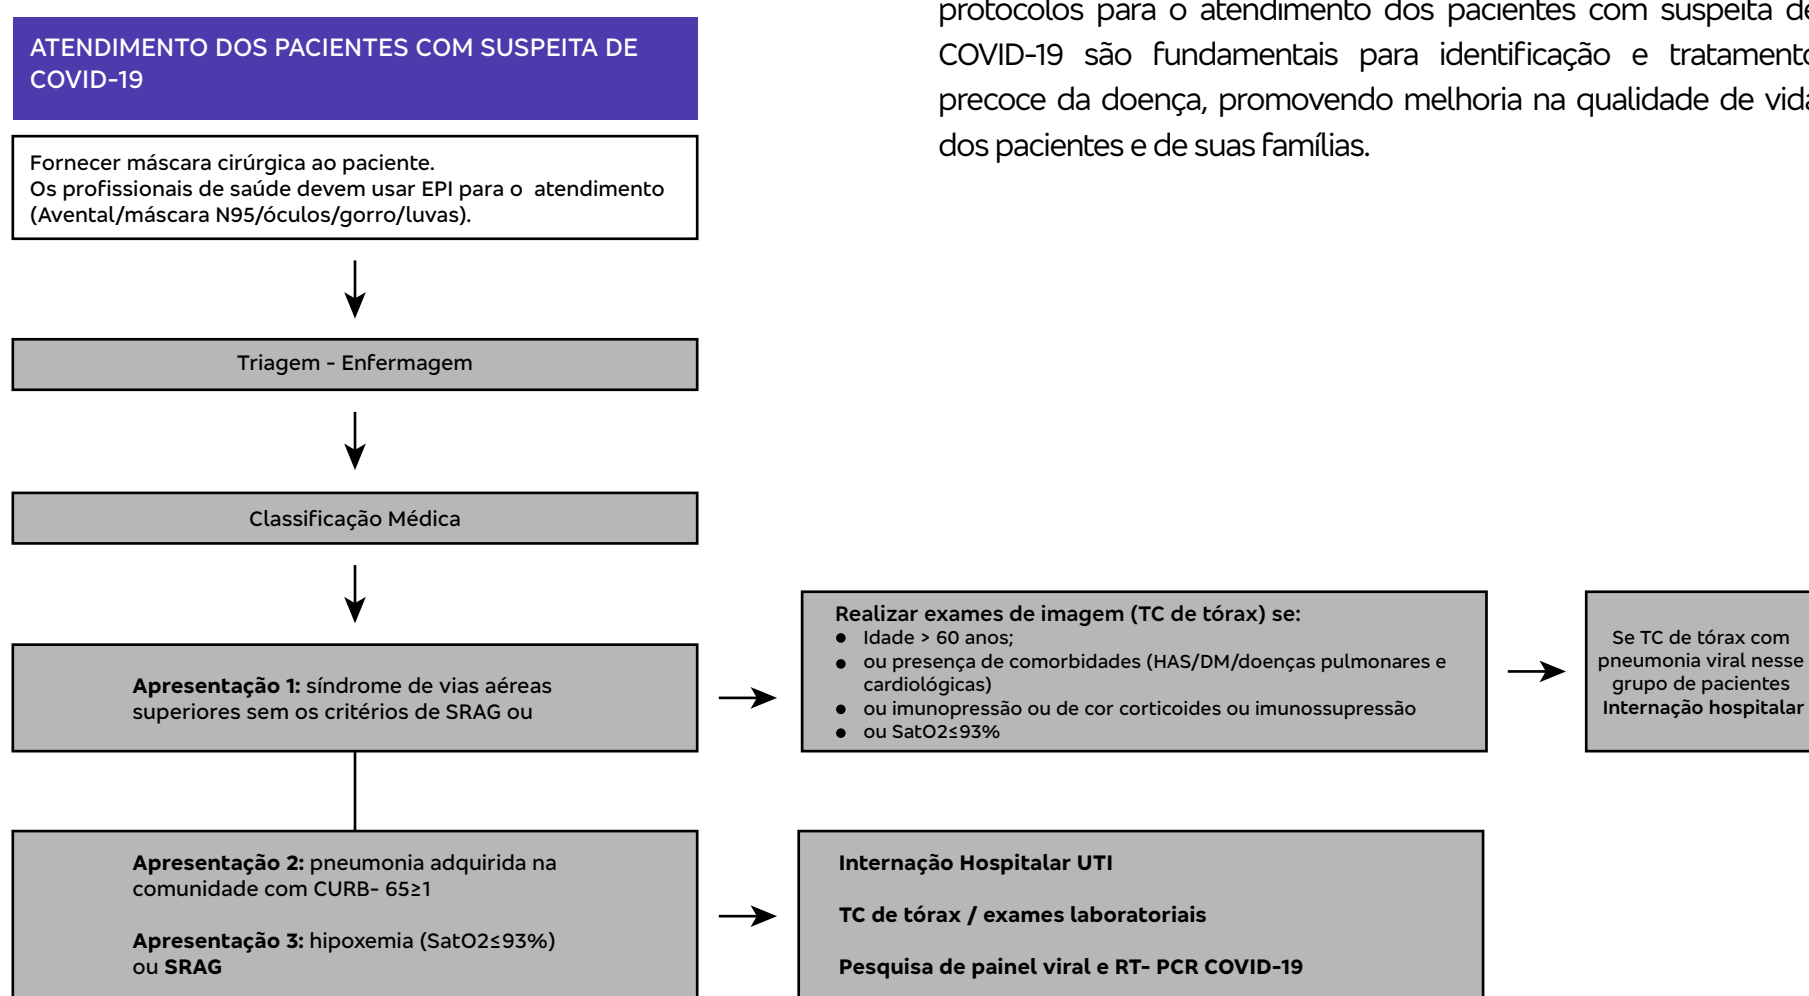 protocolos para o atendimento dos pacientes com suspeita de
COVID-19 são fundamentais para identificação e tratamento
precoce da doença, promovendo melhoria na qualidade de vida
dos pacientes e de suas famílias.
ATENDIMENTO DOS PACIENTES COM SUSPEITA DE
COVID-19
Fornecer máscara cirúrgica ao paciente.
Os profissionais de saúde devem usar EPI para o atendimento
(Avental/máscara N95/óculos/gorro/luvas).
Triagem - Enfermagem
Classificação Médica
Apresentação 1: síndrome de vias aéreas
superiores sem os critérios de SRAG ou
Realizar exames de imagem (TC de tórax) se:
● Idade > 60 anos;
● ou presença de comorbidades (HAS/DM/doenças pulmonares e
cardiológicas)
● ou imunopressão ou de cor corticoides ou imunossupressão
● ou SatO2≤93%
Se TC de tórax com
pneumonia viral nesse
grupo de pacientes
Internação hospitalar
Apresentação 2: pneumonia adquirida na
comunidade com CURB- 65≥1
Apresentação 3: hipoxemia (SatO2≤93%)
ou SRAG
Internação Hospitalar UTI
TC de tórax / exames laboratoriais
Pesquisa de painel viral e RT- PCR COVID-19